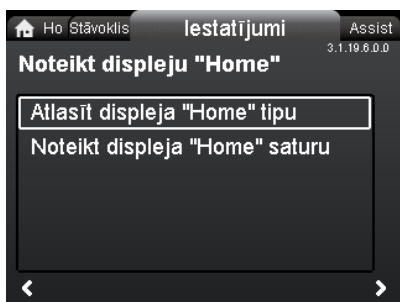 Ho Stāvoklis Iestatījumi Assist
3.1.19.6.0.0
Noteikt displeju "Home"
Atlasīt displeja "Home" tipu
Noteikt displeja "Home" saturu